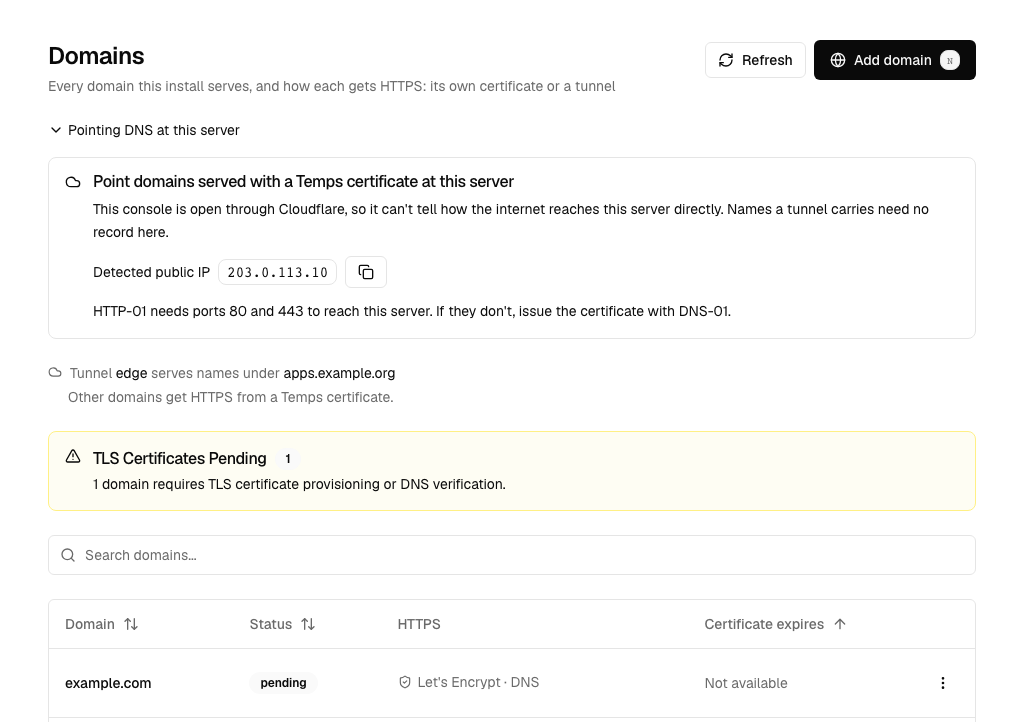 Domains
Refresh
Add domain N
Every domain this install serves, and how each gets HTTPS: its own certificate or a tunnel
Pointing DNS at this server
Point domains served with a Temps certificate at this server
This console is open through Cloudflare, so it can't tell how the internet reaches this server directly. Names a tunnel carries need no
record here.
Detected public IP 203.0.113.10
HTTP-01 needs ports 80 and 443 to reach this server. If they don't, issue the certificate with DNS-01.
Tunnel edge serves names under apps.example.org
Other domains get HTTPS from a Temps certificate.
TLS Certificates Pending 1
1 domain requires TLS certificate provisioning or DNS verification.
Search domains...
Domain Status HTTPS Certificate expires
example.com pending Let's Encrypt · DNS Not available